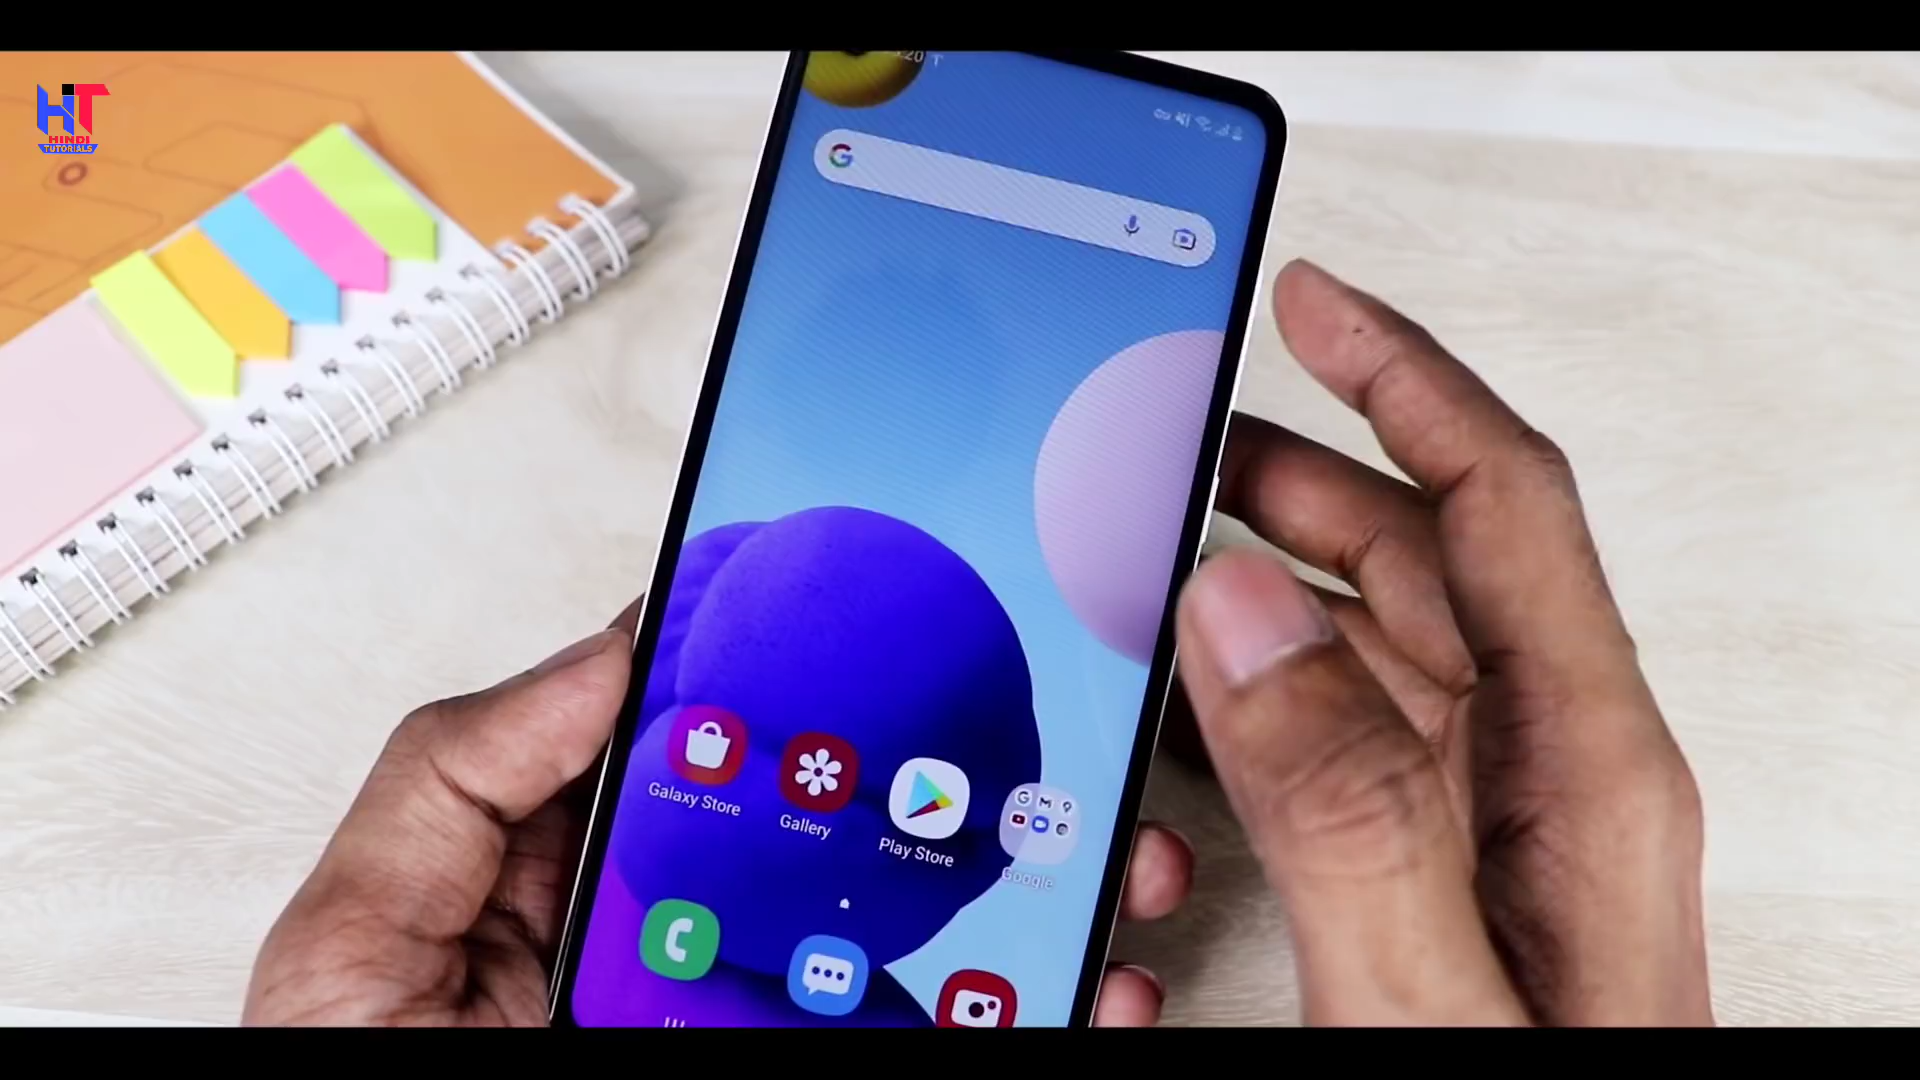 HT
HINDI
TUTORIALS
Galaxy Store
Gallery
Play Store
Google